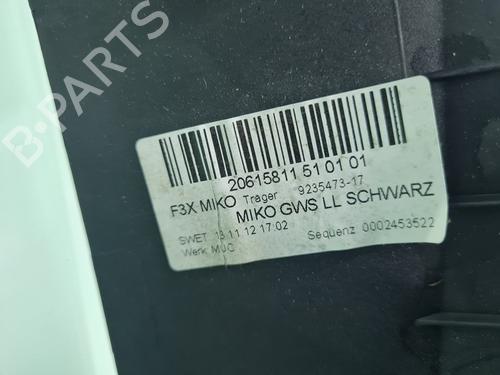 B-PARTS
20615811 51 01 01
F3X MIKO Träger 9235473-17
MIKO GWS LL SCHWARZ
SWET 13.11.12 17:02 Sequenz 0002453522
Werk MUC